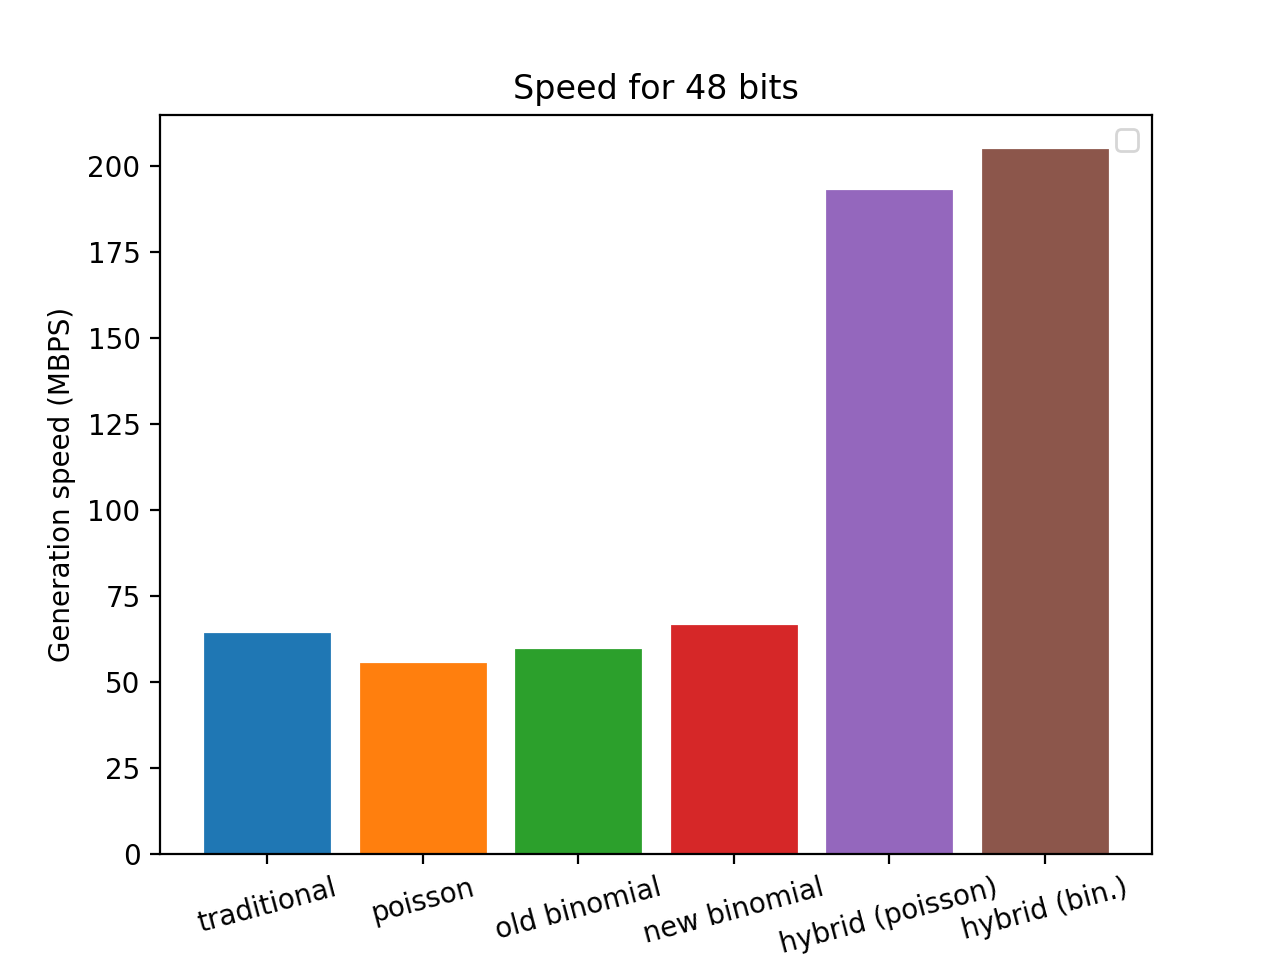 Speed for 48 bits
Generation speed (MBPS)
200
175
150
125
100
75
50
25
0
traditional
poisson
old binomial
new binomial
hybrid (poisson)
hybrid (bin.)